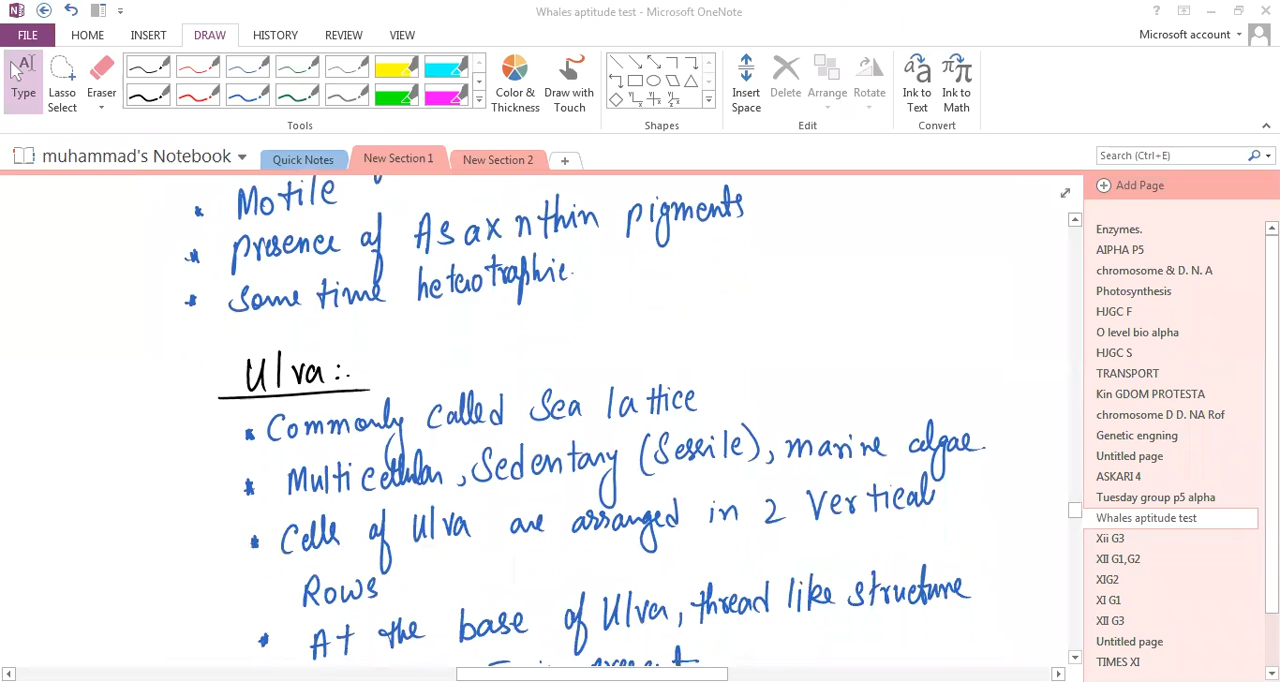 Whales aptitude test - Microsoft OneNote
FILE HOME INSERT DRAW HISTORY REVIEW VIEW
Microsoft account
Type Lasso Select Eraser
Color & Thickness Draw with Touch
Insert Space Delete Arrange Rotate
Ink to Text Ink to Math
Tools Shapes Edit Convert
muhammad's Notebook Quick Notes New Section 1 New Section 2 +
Search (Ctrl+E)
Add Page
* Motile
* presence of Asaxnthin pigments
* some time heterotrophic.
Ulva:-
* Commonly called Sea lattice
* Multicellular, Sedentary (Sessile), marine algae.
* Cells of Ulva are arranged in 2 Vertical
Rows
* At the base of Ulva, thread like structure
present
Enzymes.
AlPHA P5
chromosome & D. N. A
Photosynthesis
HJGC F
O level bio alpha
HJGC S
TRANSPORT
Kin GDOM PROTESTA
chromosome D D. NA Rof
Genetic engning
Untitled page
ASKARI 4
Tuesday group p5 alpha
Whales aptitude test
Xii G3
XII G1,G2
XIG2
XI G1
XII G3
Untitled page
TIMES XI